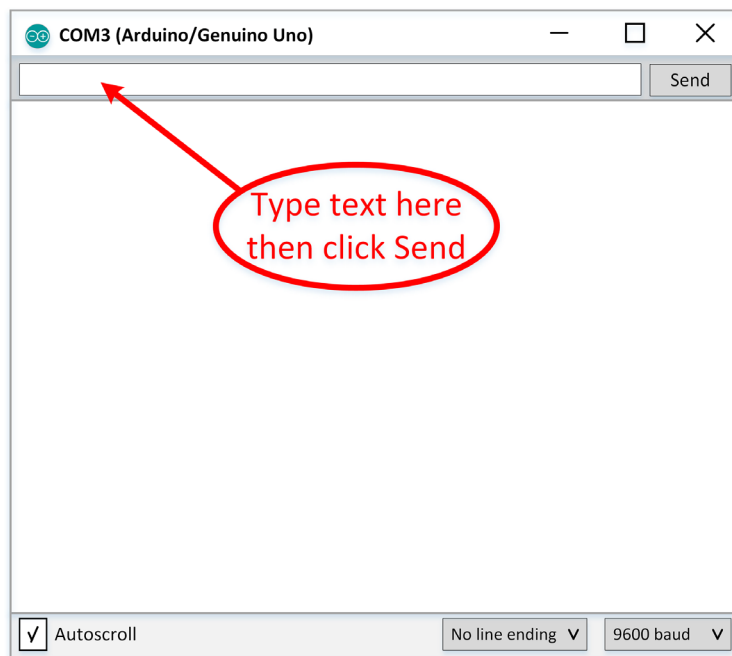 COM3 (Arduino/Genuino Uno)
Send
Type text here
then click Send
Autoscroll
No line ending
9600 baud